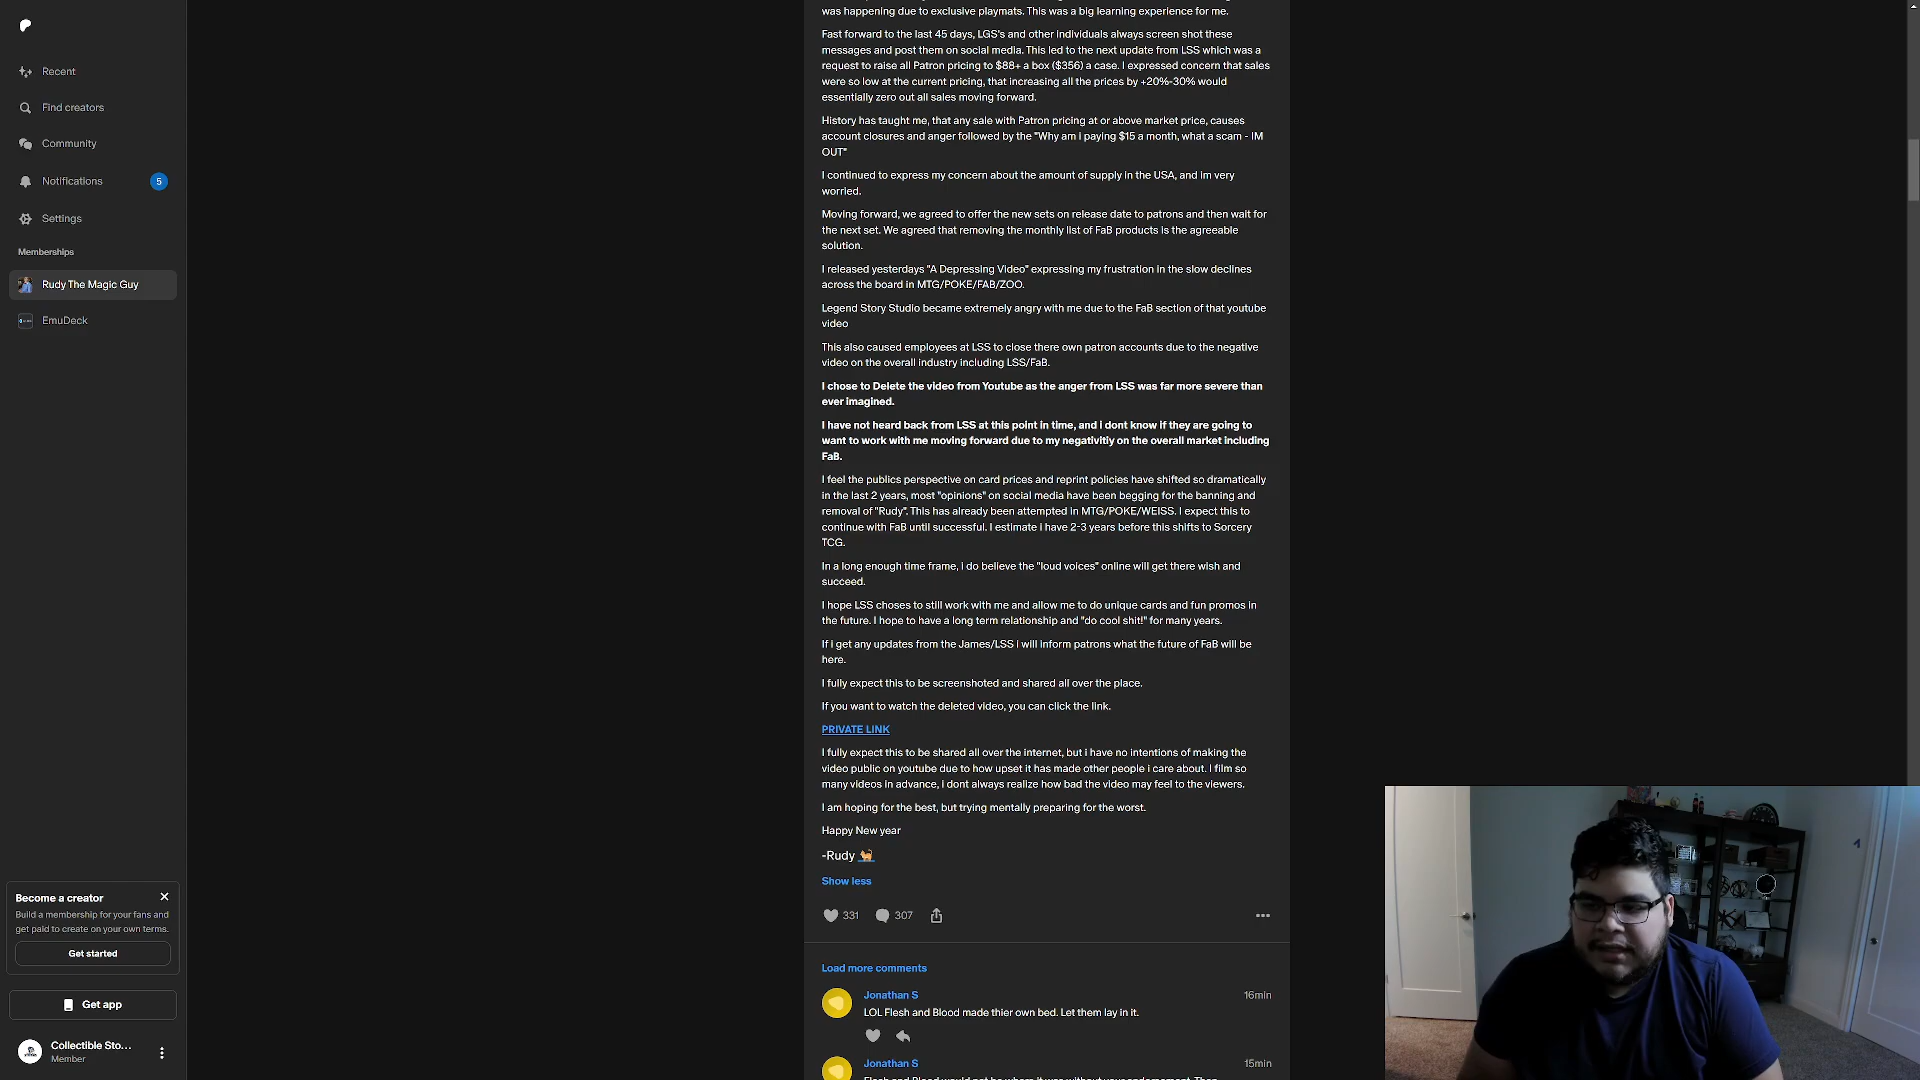 Recent
Find creators
Community
Notifications
5
Settings
Memberships
Rudy The Magic Guy
EmuDeck
Become a creator
Build a membership for your fans and
get paid to create on your own terms.
Get started
Get app
Collectible Sto...
Member
was happening due to exclusive playmats. This was a big learning experience for me.
Fast forward to the last 45 days, LGS's and other individuals always screen shot these
messages and post them on social media. This led to the next update from LSS which was a
request to raise all Patron pricing to $88+ a box ($356) a case. I expressed concern that sales
were so low at the current pricing, that increasing all the prices by +20%-30% would
essentially zero out all sales moving forward.
History has taught me, that any sale with Patron pricing at or above market price, causes
account closures and anger followed by the "Why am i paying $15 a month, what a scam - IM
OUT"
I continued to express my concern about the amount of supply in the USA, and im very
worried.
Moving forward, we agreed to offer the new sets on release date to patrons and then wait for
the next set. We agreed that removing the monthly list of FaB products is the agreeable
solution.
I released yesterdays "A Depressing Video" expressing my frustration in the slow declines
across the board in MTG/POKE/FAB/ZOO.
Legend Story Studio became extremely angry with me due to the FaB section of that youtube
video
This also caused employees at LSS to close there own patron accounts due to the negative
video on the overall industry including LSS/FaB.
I chose to Delete the video from Youtube as the anger from LSS was far more severe than
ever imagined.
I have not heard back from LSS at this point in time, and i dont know if they are going to
want to work with me moving forward due to my negativitiy on the overall market including
FaB.
I feel the publics perspective on card prices and reprint policies have shifted so dramatically
in the last 2 years, most "opinions" on social media have been begging for the banning and
removal of "Rudy". This has already been attempted in MTG/POKE/WEISS. I expect this to
continue with FaB until successful. I estimate i have 2-3 years before this shifts to Sorcery
TCG.
In a long enough time frame, i do believe the "loud voices" online will get there wish and
succeed.
I hope LSS choses to still work with me and allow me to do unique cards and fun promos in
the future. I hope to have a long term relationship and "do cool shit!" for many years.
If i get any updates from the James/LSS i will inform patrons what the future of FaB will be
here.
I fully expect this to be screenshoted and shared all over the place.
If you want to watch the deleted video, you can click the link.
PRIVATE LINK
I fully expect this to be shared all over the internet, but i have no intentions of making the
video public on youtube due to how upset it has made other people i care about. I film so
many videos in advance, I dont always realize how bad the video may feel to the viewers.
I am hoping for the best, but trying mentally preparing for the worst.
Happy New year
-Rudy 🐈
Show less
331
307
Load more comments
Jonathan S
16min
LOL Flesh and Blood made thier own bed. Let them lay in it.
Jonathan S
15min